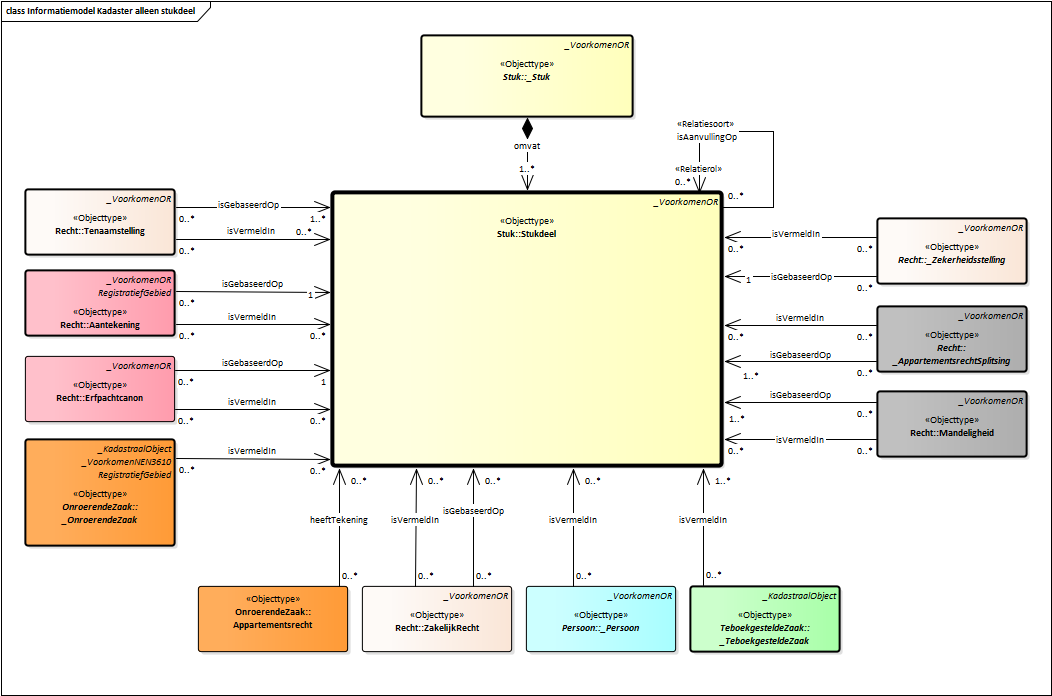 class Informatiemodel Kadaster alleen stukdeel
_VoorkomenOR
«Objecttype»
Stuk::_Stuk
omvat
1..*
«Relatiesoort»
isAanvullingOp
«Relatierol»
0..*
0..*
_VoorkomenOR
«Objecttype»
Stuk::Stukdeel
_VoorkomenOR
«Objecttype»
Recht::Tenaamstelling
isGebaseerdOp
0..*
1..*
isVermeldIn
0..*
0..*
_VoorkomenOR
RegistratiefGebied
«Objecttype»
Recht::Aantekening
isGebaseerdOp
0..*
1
isVermeldIn
0..*
0..*
_VoorkomenOR
«Objecttype»
Recht::Erfpachtcanon
isGebaseerdOp
0..*
1
isVermeldIn
0..*
0..*
_KadastraalObject
_VoorkomenNEN3610
RegistratiefGebied
«Objecttype»
OnroerendeZaak::
_OnroerendeZaak
isVermeldIn
0..*
0..*
_VoorkomenOR
«Objecttype»
Recht::_Zekerheidsstelling
isVermeldIn
0..*
0..*
isGebaseerdOp
1
0..*
_VoorkomenOR
«Objecttype»
Recht::
_AppartementsrechtSplitsing
isVermeldIn
0..*
0..*
isGebaseerdOp
1..*
0..*
_VoorkomenOR
«Objecttype»
Recht::Mandeligheid
isGebaseerdOp
1..*
0..*
isVermeldIn
0..*
0..*
0..*
0..*
0..*
0..*
1..*
heeftTekening
isVermeldIn
isGebaseerdOp
isVermeldIn
isVermeldIn
0..*
0..*
0..*
0..*
0..*
«Objecttype»
OnroerendeZaak::
Appartementsrecht
_VoorkomenOR
«Objecttype»
Recht::ZakelijkRecht
_VoorkomenOR
«Objecttype»
Persoon::_Persoon
_KadastraalObject
«Objecttype»
TeboekgesteldeZaak::
_TeboekgesteldeZaak